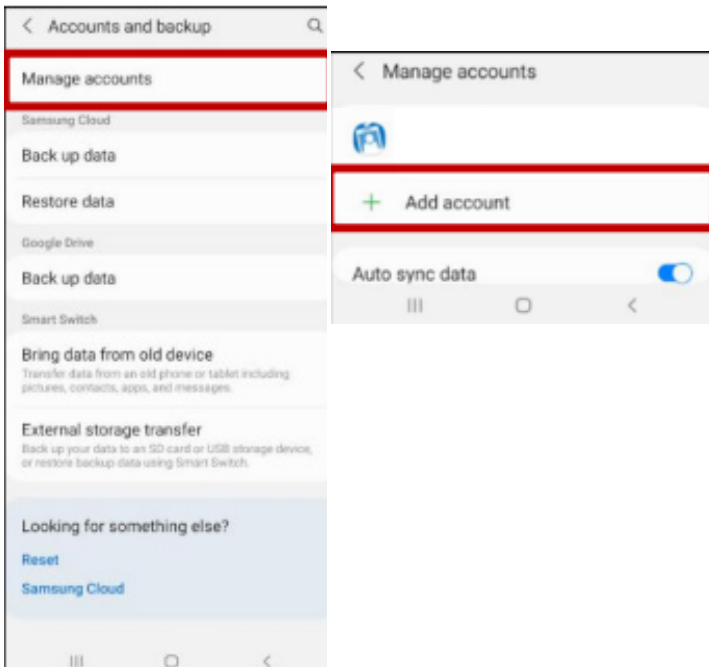 Accounts and backup
Manage accounts
Samsung Cloud
Back up data
Restore data
Google Drive
Back up data
Smart Switch
Bring data from old device
Transfer data from an old phone or tablet including
pictures, contacts, apps, and messages.
External storage transfer
Back up your data to an SD card or USB storage device,
or restore backup data using Smart Switch.
Looking for something else?
Reset
Samsung Cloud
Manage accounts
Add account
Auto sync data